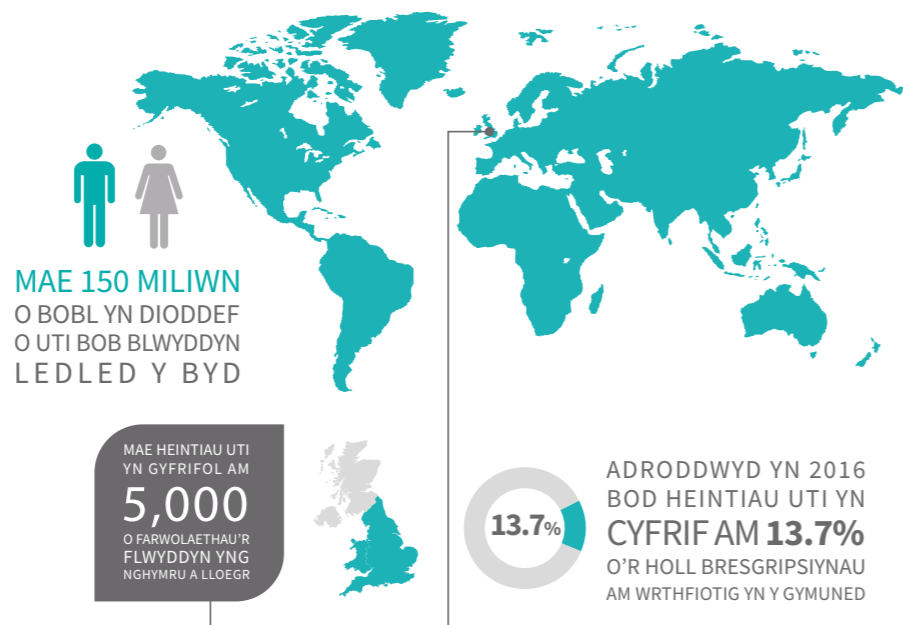 MAE 150 MILIWN
O BOBL YN DIODDEF
O UTI BOB BLWYDDYN
LEDLED Y BYD
MAE HEINTIAU UTI
YN GYFRIFOL AM
5,000
O FARWOLAETHAU'R
FLWYDDYN YNG
NGHYMRU A LLOEGR
13.7%
ADRODDWYD YN 2016
BOD HEINTIAU UTI YN
CYFRIF AM 13.7%
O'R HOLL BRESGRIPSIYNAU
AM WRTHFIOTIG YN Y GYMUNED